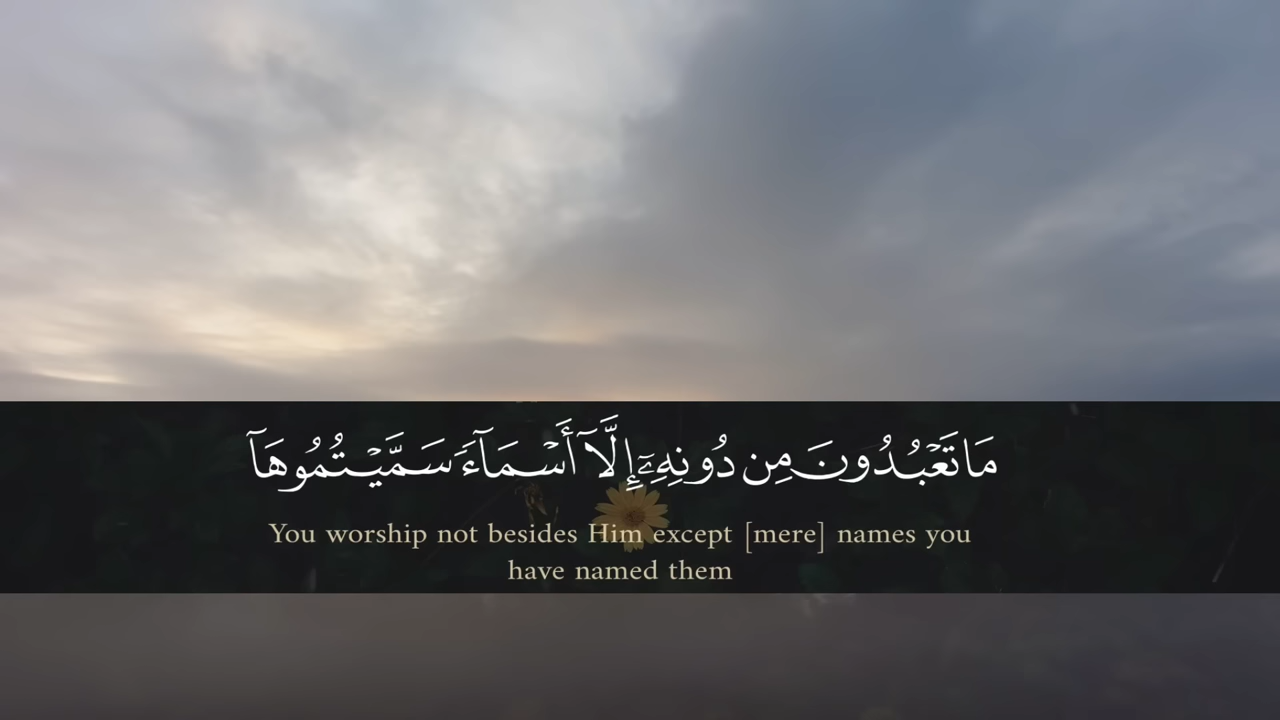 مَا تَعْبُدُونَ مِن دُونِهِۦٓ إِلَّآ أَسْمَآءً سَمَّيْتُمُوهَآ
You worship not besides Him except [mere] names you
have named them